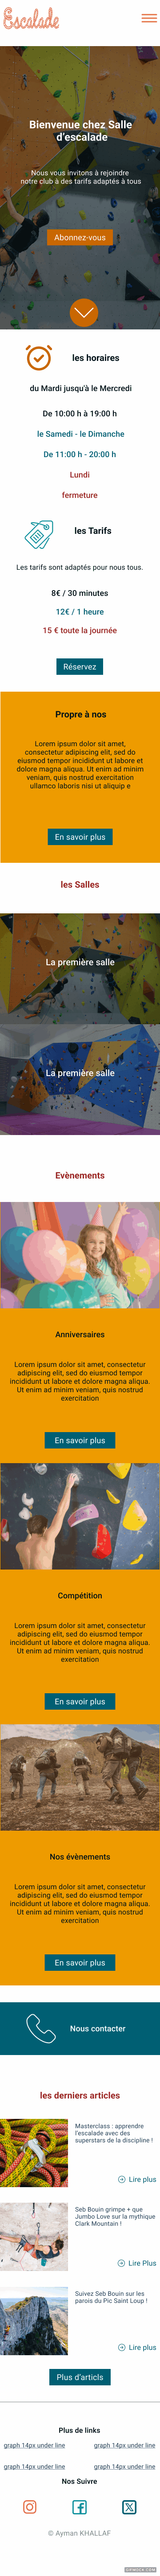 Escalade
Bienvenue chez Salle
d'escalade
Nous vous invitons à rejoindre
notre club à des tarifs adaptés à tous
Abonnez-vous
les horaires
du Mardi jusqu'à le Mercredi
De 10:00 h à 19:00 h
le Samedi - le Dimanche
De 11:00 h - 20:00 h
Lundi
fermeture
les Tarifs
Les tarifs sont adaptés pour nous tous.
8€ / 30 minutes
12€ / 1 heure
15 € toute la journée
Réservez
Propre à nos
Lorem ipsum dolor sit amet,
consectetur adipiscing elit, sed do
eiusmod tempor incididunt ut labore et
dolore magna aliqua. Ut enim ad minim
veniam, quis nostrud exercitation
ullamco laboris nisi ut aliquip e
En savoir plus
les Salles
La première salle
La première salle
Evènements
Anniversaires
Lorem ipsum dolor sit amet, consectetur
adipiscing elit, sed do eiusmod tempor
incididunt ut labore et dolore magna aliqua.
Ut enim ad minim veniam, quis nostrud
exercitation
En savoir plus
Compétition
Lorem ipsum dolor sit amet, consectetur
adipiscing elit, sed do eiusmod tempor
incididunt ut labore et dolore magna aliqua.
Ut enim ad minim veniam, quis nostrud
exercitation
En savoir plus
Nos évènements
Lorem ipsum dolor sit amet, consectetur
adipiscing elit, sed do eiusmod tempor
incididunt ut labore et dolore magna aliqua.
Ut enim ad minim veniam, quis nostrud
exercitation
En savoir plus
Nous contacter
les derniers articles
Masterclass : apprendre
l'escalade avec des
superstars de la discipline !
Lire plus
Seb Bouin grimpe « que
Jumbo Love sur la mythique
Clark Mountain !
Lire Plus
Suivez Seb Bouin sur les
parois du Pic Saint Loup !
Lire plus
Plus d'articls
Plus de links
graph 14px under line
graph 14px under line
graph 14px under line
graph 14px under line
Nos Suivre
© Ayman KHALLAF